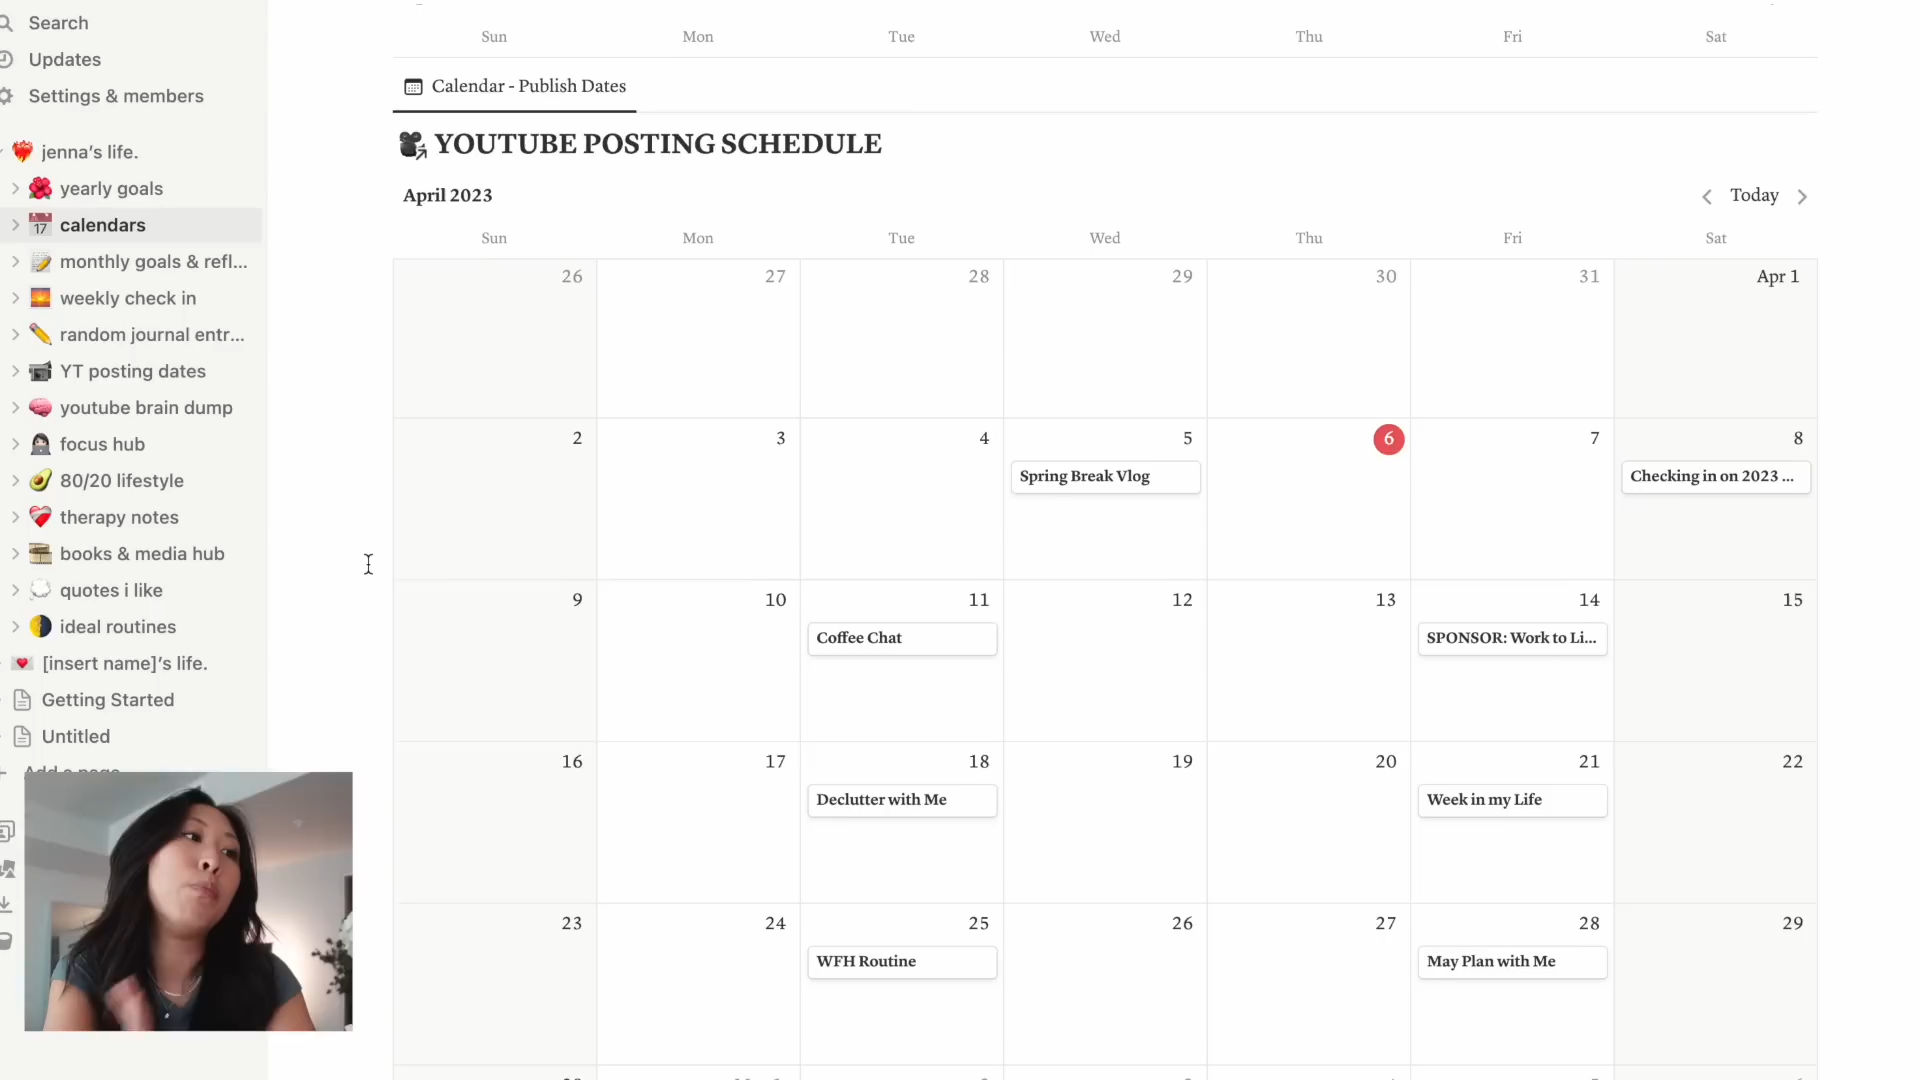 Search
Updates
Settings & members
jenna's life.
yearly goals
17 calendars
monthly goals & refl...
weekly check in
random journal entr...
YT posting dates
youtube brain dump
focus hub
80/20 lifestyle
therapy notes
books & media hub
quotes i like
ideal routines
[insert name]'s life.
Getting Started
Untitled
Add a page
Sun Mon Tue Wed Thu Fri Sat
Calendar - Publish Dates
YOUTUBE POSTING SCHEDULE
April 2023 Today
Sun Mon Tue Wed Thu Fri Sat
26 27 28 29 30 31 Apr 1
2 3 4 5 6 7 8
Spring Break Vlog Checking in on 2023 ...
9 10 11 12 13 14 15
Coffee Chat SPONSOR: Work to Li...
16 17 18 19 20 21 22
Declutter with Me Week in my Life
23 24 25 26 27 28 29
WFH Routine May Plan with Me